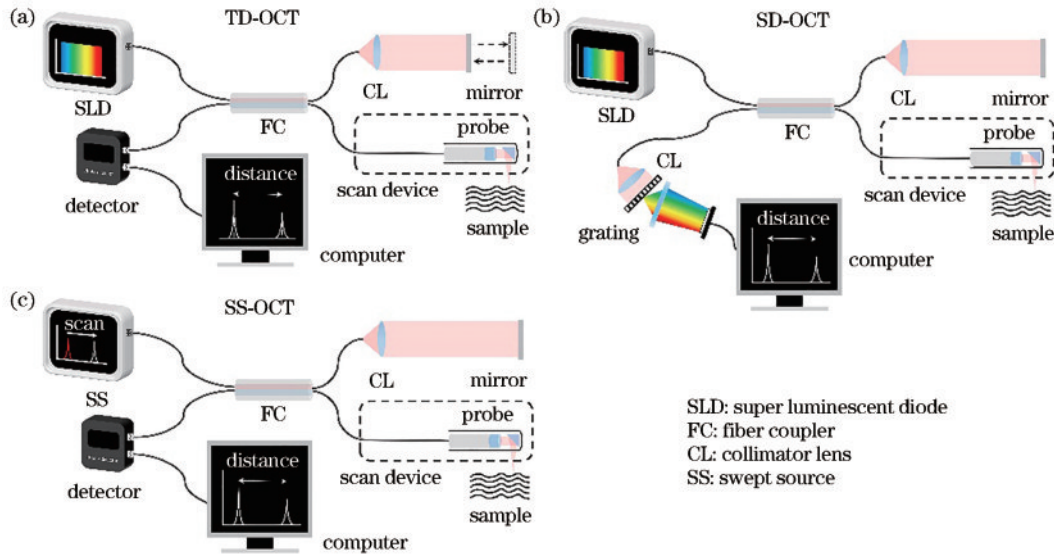 (a)
TD-OCT
SLD
FC
CL
mirror
probe
scan device
sample
detector
distance
computer
(b)
SD-OCT
SLD
FC
CL
mirror
probe
scan device
sample
CL
grating
distance
computer
(c)
SS-OCT
scan
SS
FC
CL
mirror
probe
scan device
sample
detector
distance
computer
SLD: super luminescent diode
FC: fiber coupler
CL: collimator lens
SS: swept source